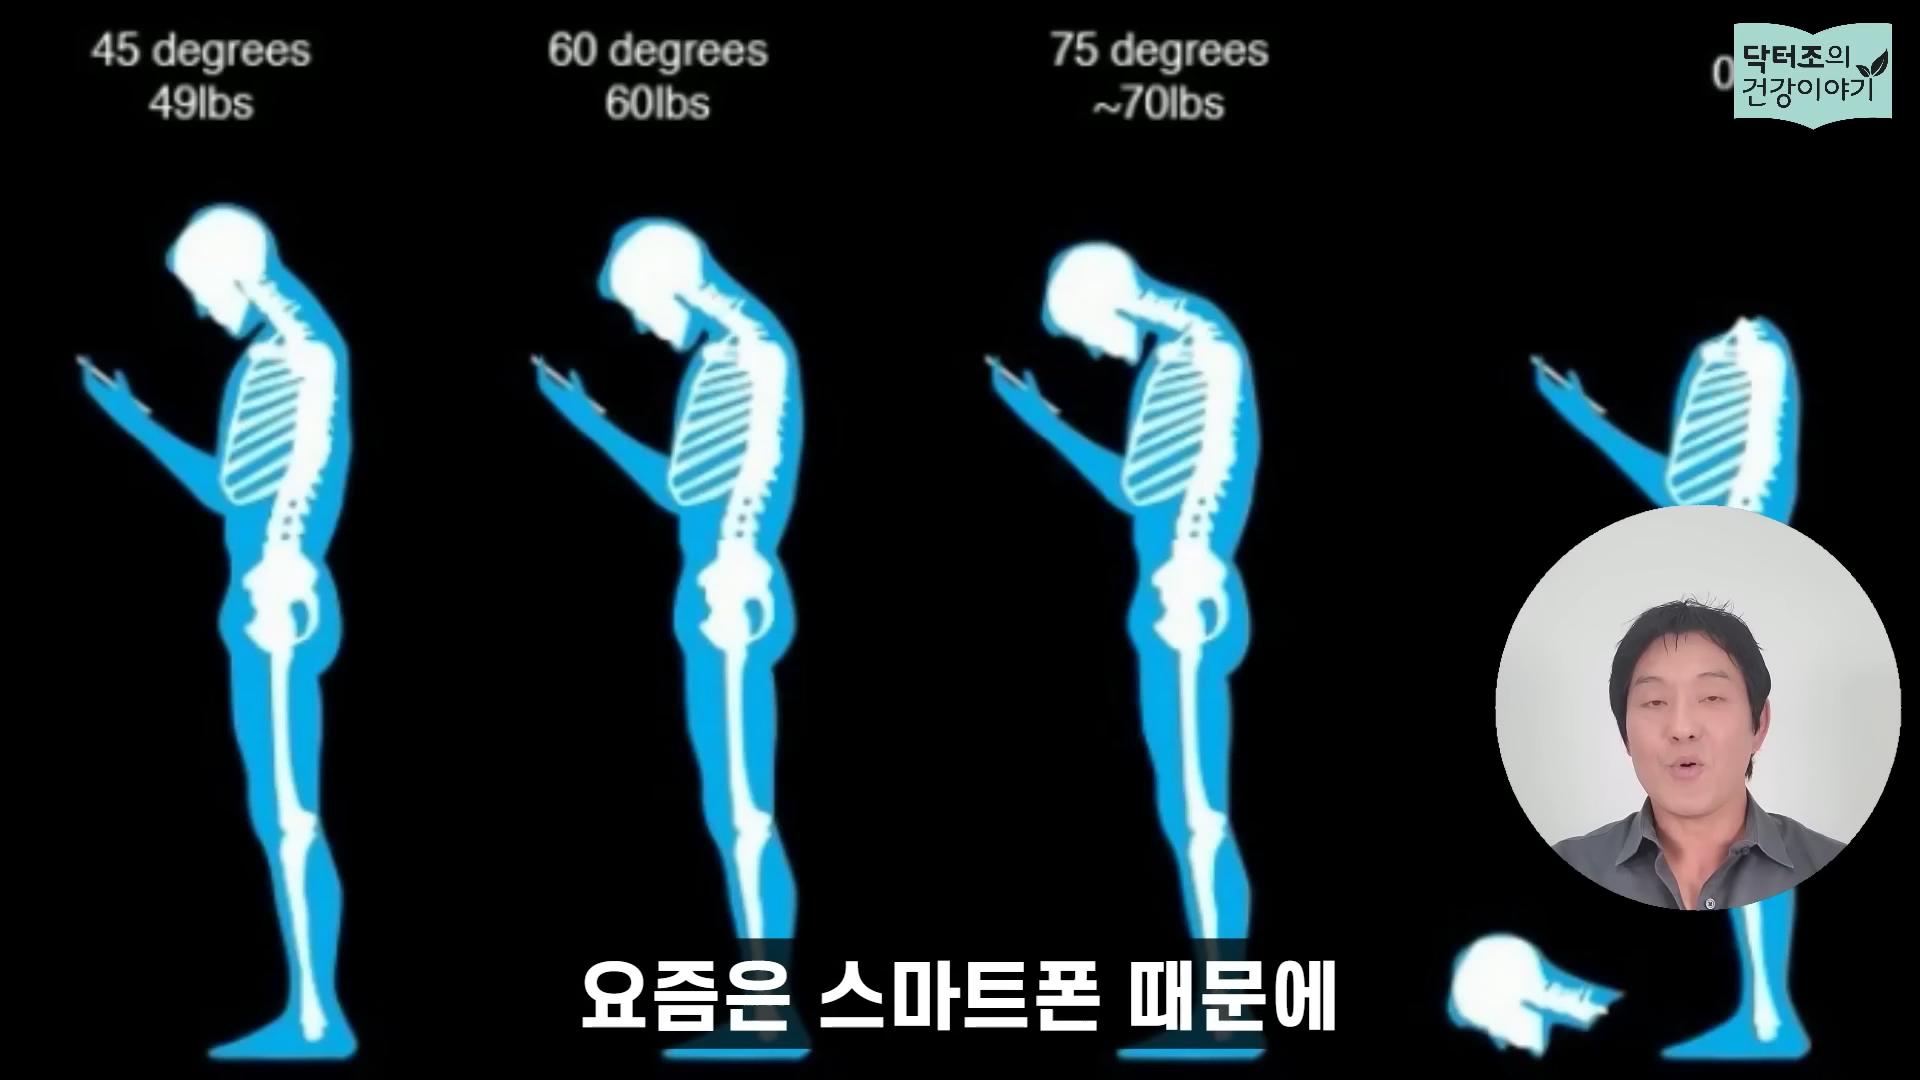 45 degrees
49lbs
60 degrees
60lbs
75 degrees
~70lbs
0
닥터조의
건강이야기
요즘은 스마트폰 때문에